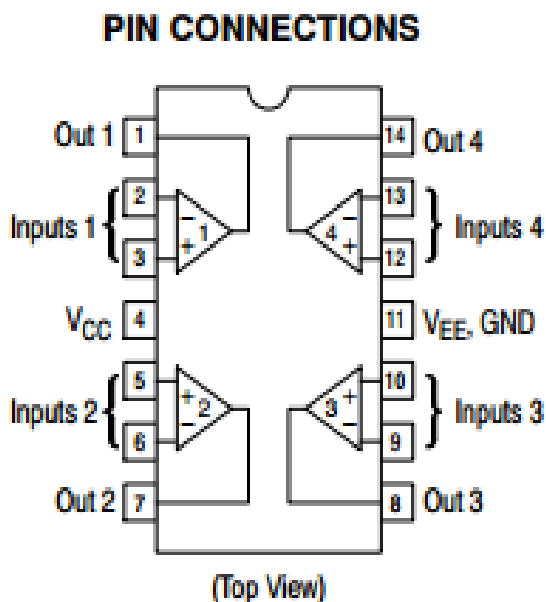 PIN CONNECTIONS
Out 1 1 14 Out 4
2 13
Inputs 1 − 1 + − 4 + Inputs 4
3 12
VCC 4 11 VEE, GND
5 10
Inputs 2 + 2 − + 3 − Inputs 3
6 9
Out 2 7 8 Out 3
(Top View)